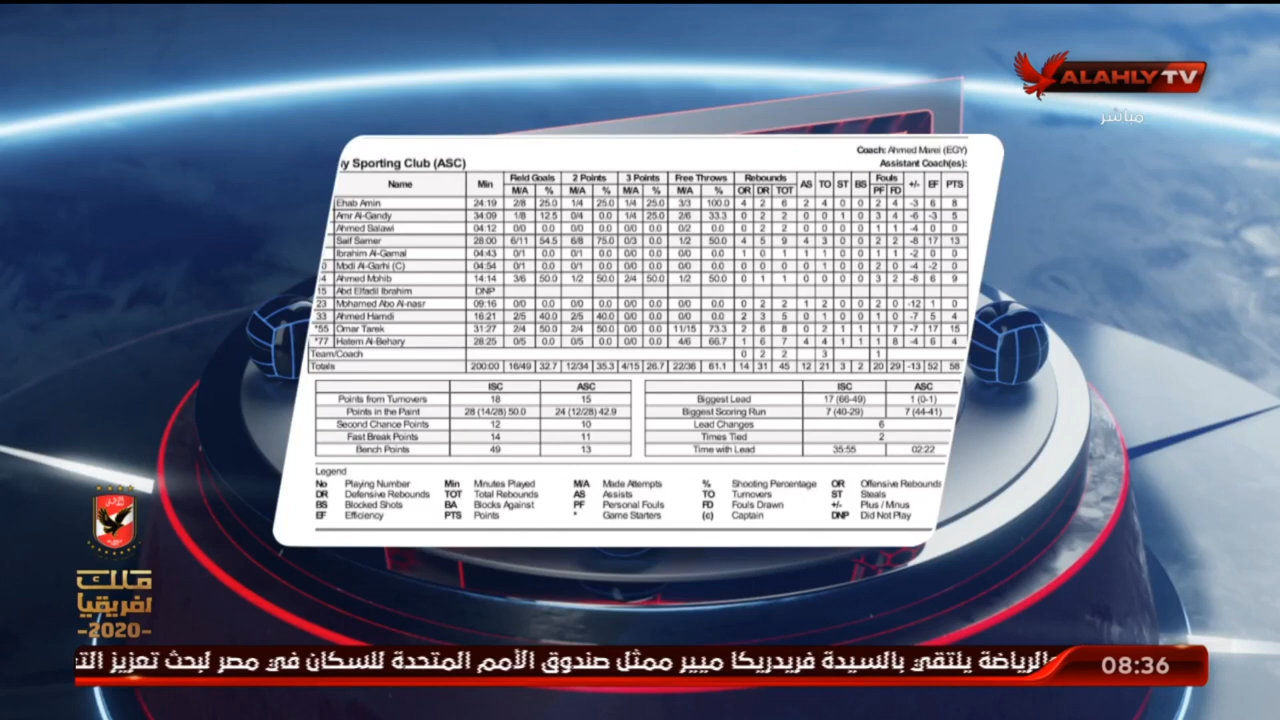 ALAHLY TV
مباشر
Coach: Ahmed Marei (EGY)
ly Sporting Club (ASC)
Assistant Coach(es):
Name Min Field Goals 2 Points 3 Points Free Throws Rebounds AS TO ST BS Fouls +/- EF PTS
M/A % M/A % M/A % M/A % OR DR TOT PF FD
Ehab Amin 24:19 2/8 25.0 1/4 25.0 1/4 25.0 3/3 100.0 4 2 6 2 4 0 0 2 4 -3 6 8
Amr Al-Gandy 34:09 1/8 12.5 0/4 0.0 1/4 25.0 2/6 33.3 0 2 2 0 0 1 0 3 4 -6 -3 5
Ahmed Salawi 04:12 0/0 0.0 0/0 0.0 0/0 0.0 0/2 0.0 0 0 0 0 0 0 0 1 1 -4 0 0
Saif Samer 28:00 6/11 54.5 6/8 75.0 0/3 0.0 1/2 50.0 4 5 9 4 3 0 0 2 2 -8 17 13
Ibrahim Al-Gamal 04:43 0/1 0.0 0/1 0.0 0/0 0.0 0/0 0.0 1 0 1 1 1 0 0 1 1 -2 0 0
0 Modi Al-Garhi (C) 04:54 0/1 0.0 0/1 0.0 0/0 0.0 0/0 0.0 0 0 0 0 1 0 0 2 0 -4 -2 0
4 Ahmed Mohib 14:14 3/6 50.0 1/2 50.0 2/4 50.0 1/2 50.0 0 1 1 0 0 0 0 3 2 -8 6 9
15 Abd Elfadil Ibrahim DNP
23 Mohamed Abo Al-nasr 09:16 0/0 0.0 0/0 0.0 0/0 0.0 0/0 0.0 0 2 2 1 2 0 0 2 0 -12 1 0
33 Ahmed Hamdi 16:21 2/5 40.0 2/5 40.0 0/0 0.0 0/0 0.0 2 3 5 0 1 0 0 1 0 -7 5 4
*55 Omar Tarek 31:27 2/4 50.0 2/4 50.0 0/0 0.0 11/15 73.3 2 6 8 0 2 1 1 1 7 -7 17 15
*77 Hatem Al-Behary 28:25 0/5 0.0 0/5 0.0 0/0 0.0 4/6 66.7 1 6 7 4 4 1 1 1 8 -4 6 4
Team/Coach 0 2 2 3 1
Totals 200:00 16/49 32.7 12/34 35.3 4/15 26.7 22/36 61.1 14 31 45 12 21 3 2 20 29 -13 52 58
ISC ASC
Points from Turnovers 18 15
Points in the Paint 28 (14/28) 50.0 24 (12/28) 42.9
Second Chance Points 12 10
Fast Break Points 14 11
Bench Points 49 13
ISC ASC
Biggest Lead 17 (66-49) 1 (0-1)
Biggest Scoring Run 7 (40-29) 7 (44-41)
Lead Changes 6
Times Tied 2
Time with Lead 35:55 02:22
Legend
No Playing Number Min Minutes Played M/A Made Attempts % Shooting Percentage OR Offensive Rebounds
DR Defensive Rebounds TOT Total Rebounds AS Assists TO Turnovers ST Steals
BS Blocked Shots BA Blocks Against PF Personal Fouls FD Fouls Drawn +/- Plus / Minus
EF Efficiency PTS Points * Game Starters (c) Captain DNP Did Not Play
ملك
افريقيا
-2020-
والرياضة يلتقي بالسيدة فريدريكا ميير ممثل صندوق الأمم المتحدة للسكان في مصر لبحث تعزيز الت
08:36